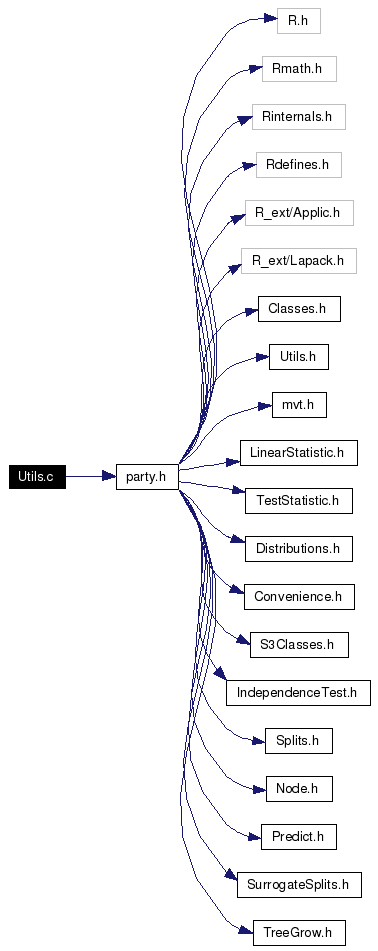 R.h
Rmath.h
Rinternals.h
Rdefines.h
R_ext/Applic.h
R_ext/Lapack.h
Classes.h
Utils.h
mvt.h
LinearStatistic.h
Utils.c
party.h
TestStatistic.h
Distributions.h
Convenience.h
S3Classes.h
IndependenceTest.h
Splits.h
Node.h
Predict.h
SurrogateSplits.h
TreeGrow.h